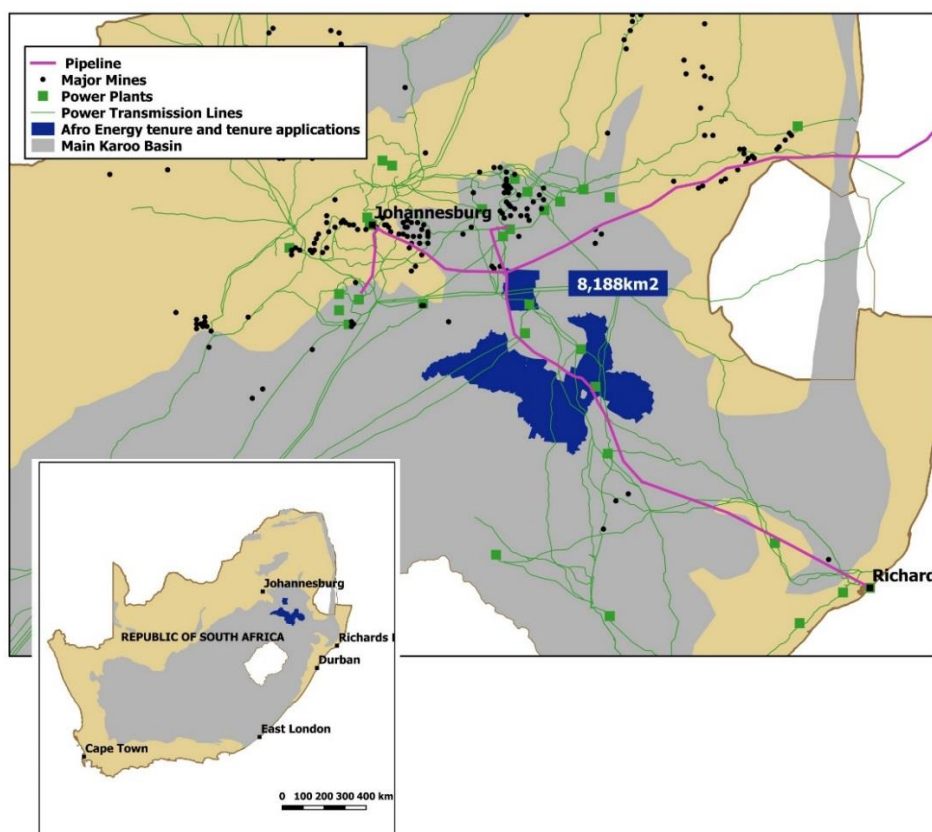 Pipeline
Major Mines
Power Plants
Power Transmission Lines
Afro Energy tenure and tenure applications
Main Karoo Basin
Johannesburg
8,188km2
Richard
Johannesburg
REPUBLIC OF SOUTH AFRICA
Richards
Durban
East London
Cape Town
0 100 200 300 400 km